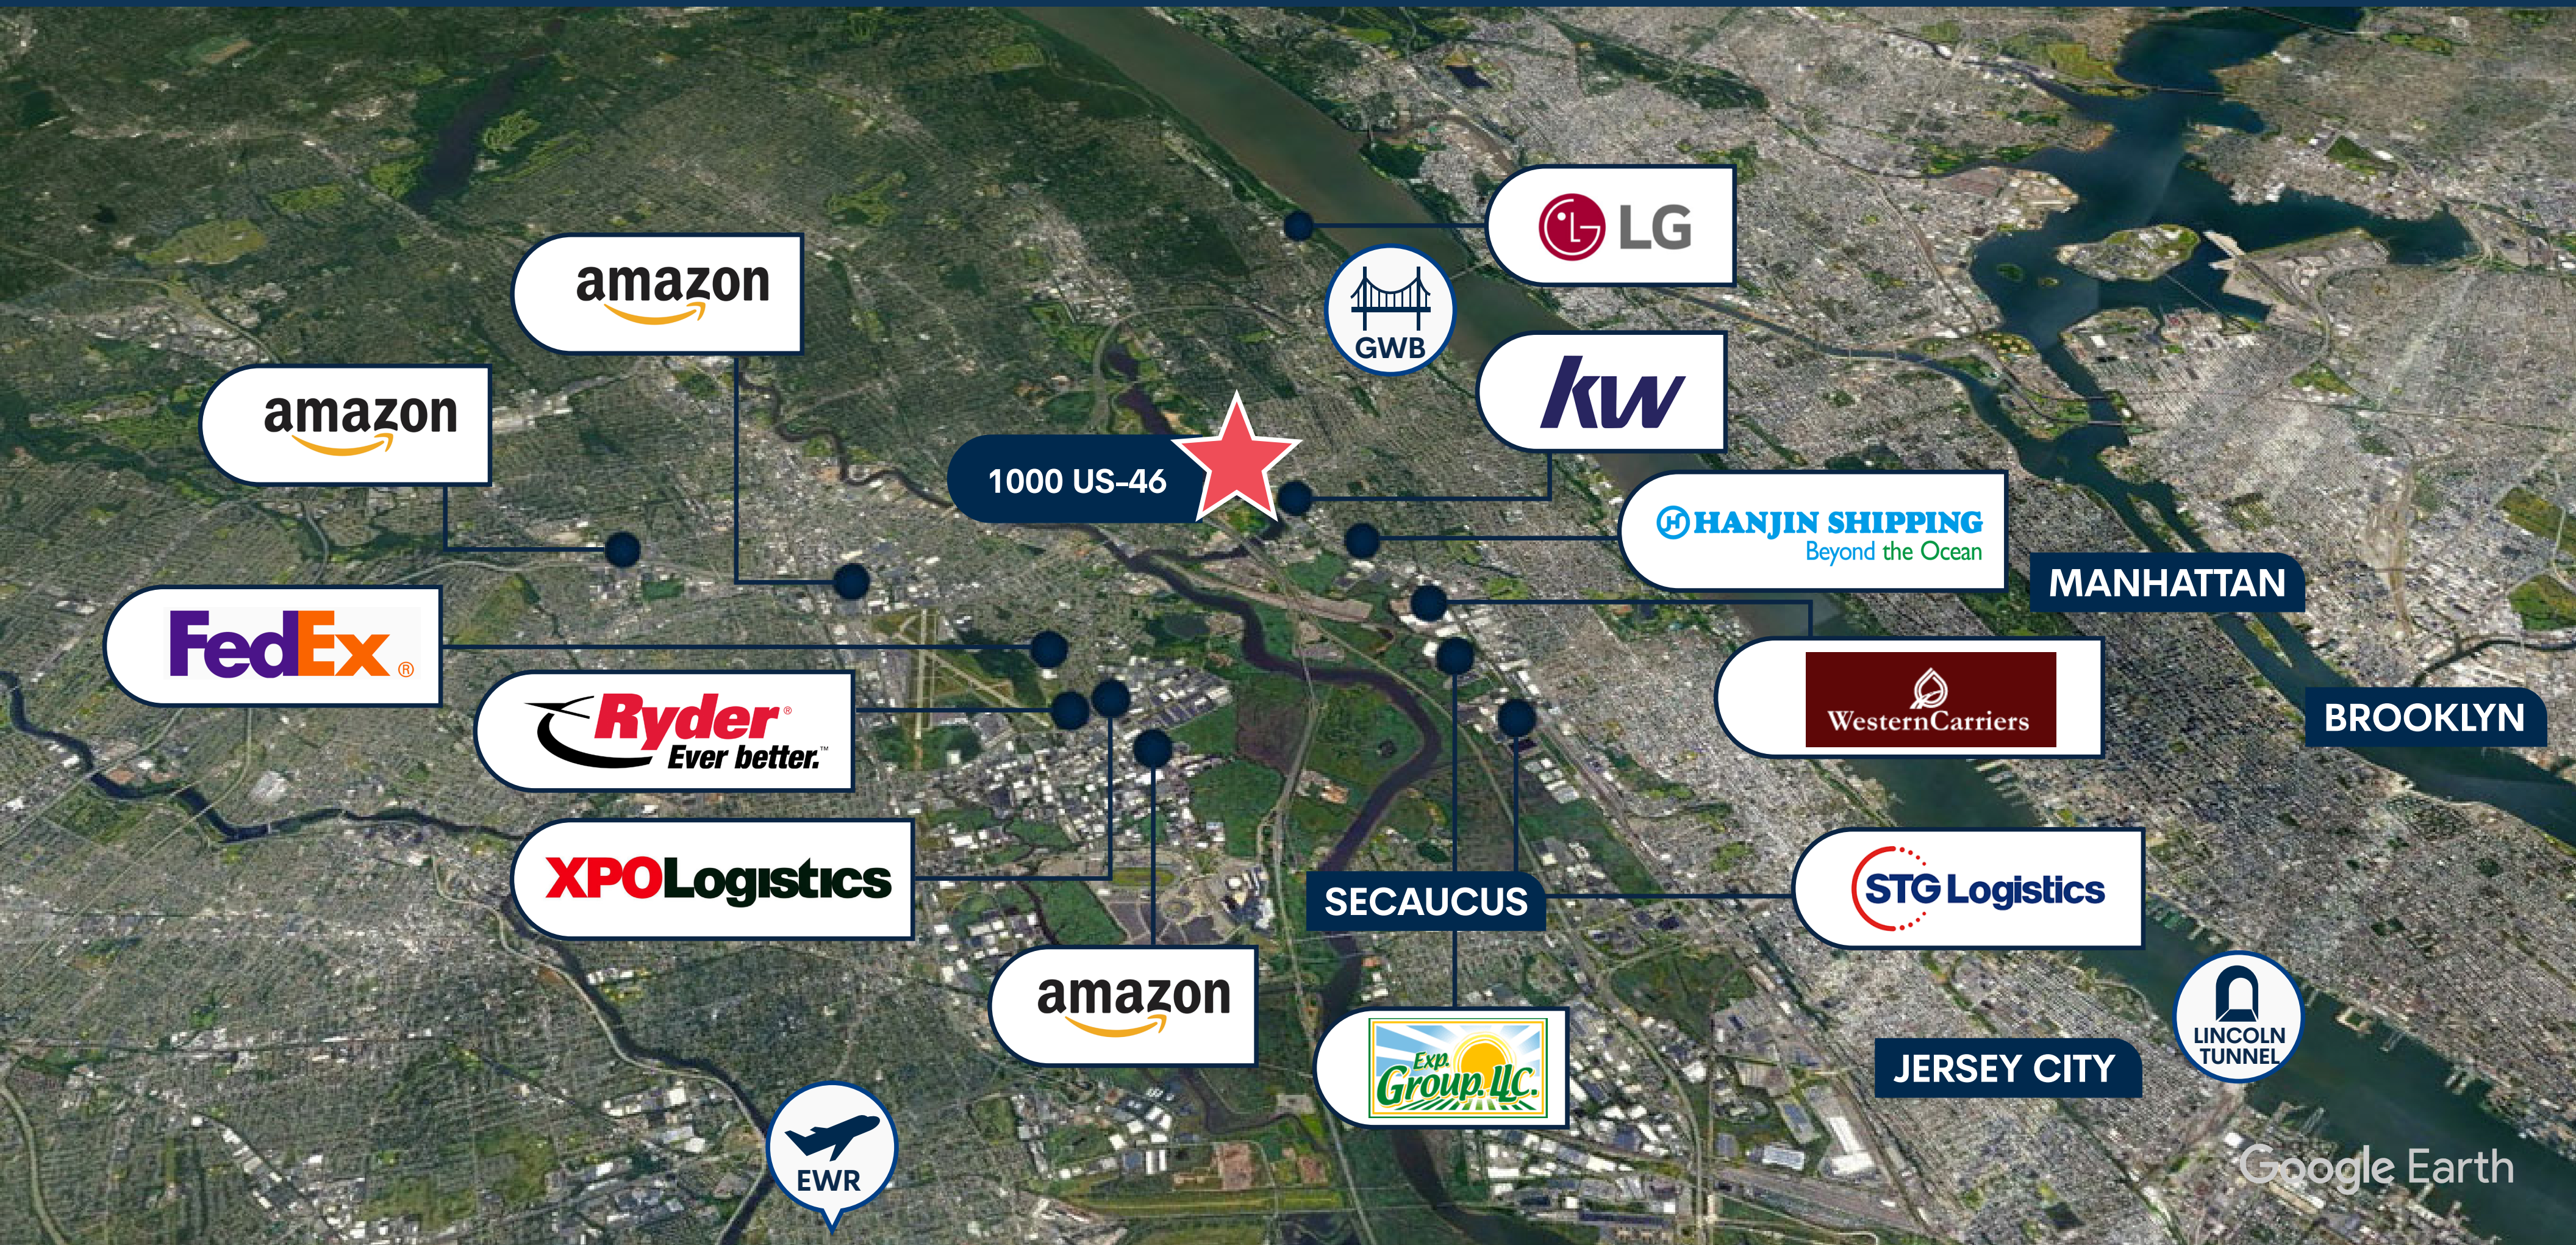 LG
amazon
GWB
kw
amazon
1000 US-46
HANJIN SHIPPING
Beyond the Ocean
MANHATTAN
FedEx®
WesternCarriers
BROOKLYN
Ryder®
Ever better.™
XPOLogistics
SECAUCUS
STG Logistics
amazon
LINCOLN
TUNNEL
Exp.
Group. LLC.
JERSEY CITY
EWR
Google Earth